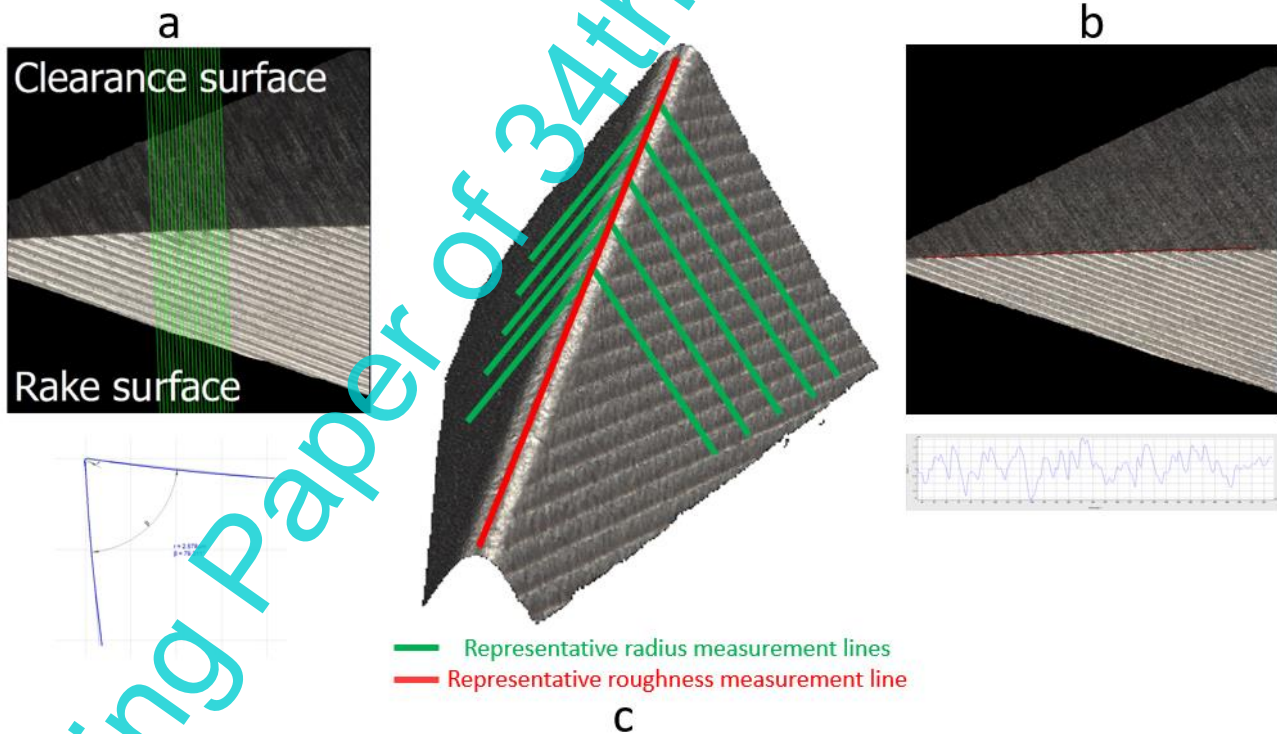 a
b
Clearance surface
Rake surface
Representative radius measurement lines
Representative roughness measurement line
c
ing Paper of 34th